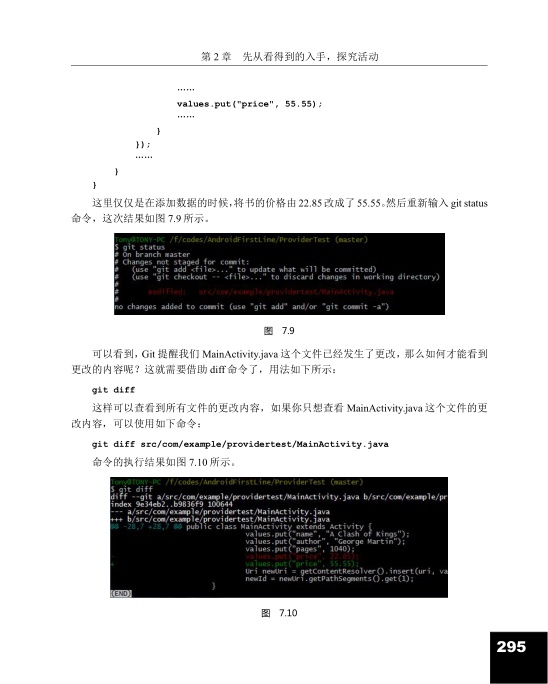 第 2 章 先从看得到的入手，探究活动
……
values.put("price", 55.55);
……
}
});
……
}
}
这里仅仅是在添加数据的时候，将书的价格由 22.85 改成了 55.55。然后重新输入 git status
命令，这次结果如图 7.9 所示。
Tony@TONY-PC /f/codes/AndroidFirstLine/ProviderTest (master)
$ git status
# On branch master
# Changes not staged for commit:
#   (use "git add <file>..." to update what will be committed)
#   (use "git checkout -- <file>..." to discard changes in working directory)
#
#       modified:   src/com/example/providertest/MainActivity.java
#
no changes added to commit (use "git add" and/or "git commit -a")
图 7.9
可以看到，Git 提醒我们 MainActivity.java 这个文件已经发生了更改，那么如何才能看到
更改的内容呢？这就需要借助 diff 命令了，用法如下所示：
git diff
这样可以查看到所有文件的更改内容，如果你只想查看 MainActivity.java 这个文件的更
改内容，可以使用如下命令：
git diff src/com/example/providertest/MainActivity.java
命令的执行结果如图 7.10 所示。
Tony@TONY-PC /f/codes/AndroidFirstLine/ProviderTest (master)
$ git diff
diff --git a/src/com/example/providertest/MainActivity.java b/src/com/example/pr
index 9e34eb2..b9836f9 100644
--- a/src/com/example/providertest/MainActivity.java
+++ b/src/com/example/providertest/MainActivity.java
@@ -28,7 +28,7 @@ public class MainActivity extends Activity {
values.put("name", "A Clash of Kings");
values.put("author", "George Martin");
values.put("pages", 1040);
- values.put("price", 22.85);
+ values.put("price", 55.55);
Uri newUri = getContentResolver().insert(uri, va
newId = newUri.getPathSegments().get(1);
}
(END)
图 7.10
295